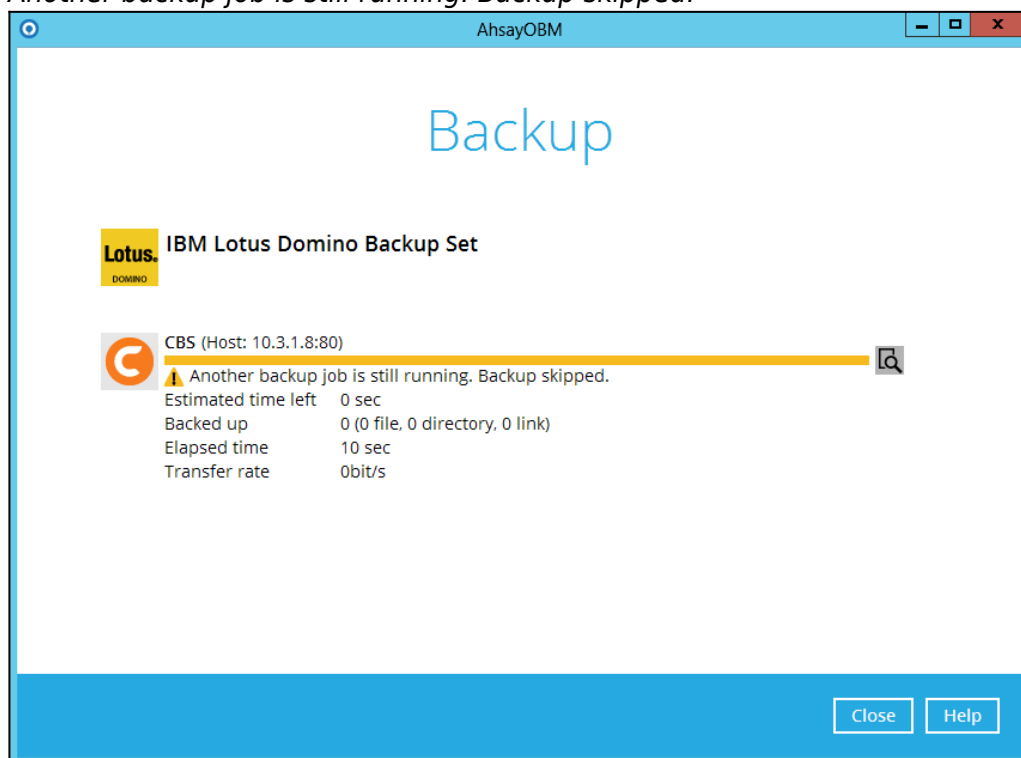 Another backup job is still running. Backup skipped.
AhsayOBM
Backup
Lotus.
DOMINO
IBM Lotus Domino Backup Set
CBS (Host: 10.3.1.8:80)
Another backup job is still running. Backup skipped.
Estimated time left 0 sec
Backed up 0 (0 file, 0 directory, 0 link)
Elapsed time 10 sec
Transfer rate 0bit/s
Close Help